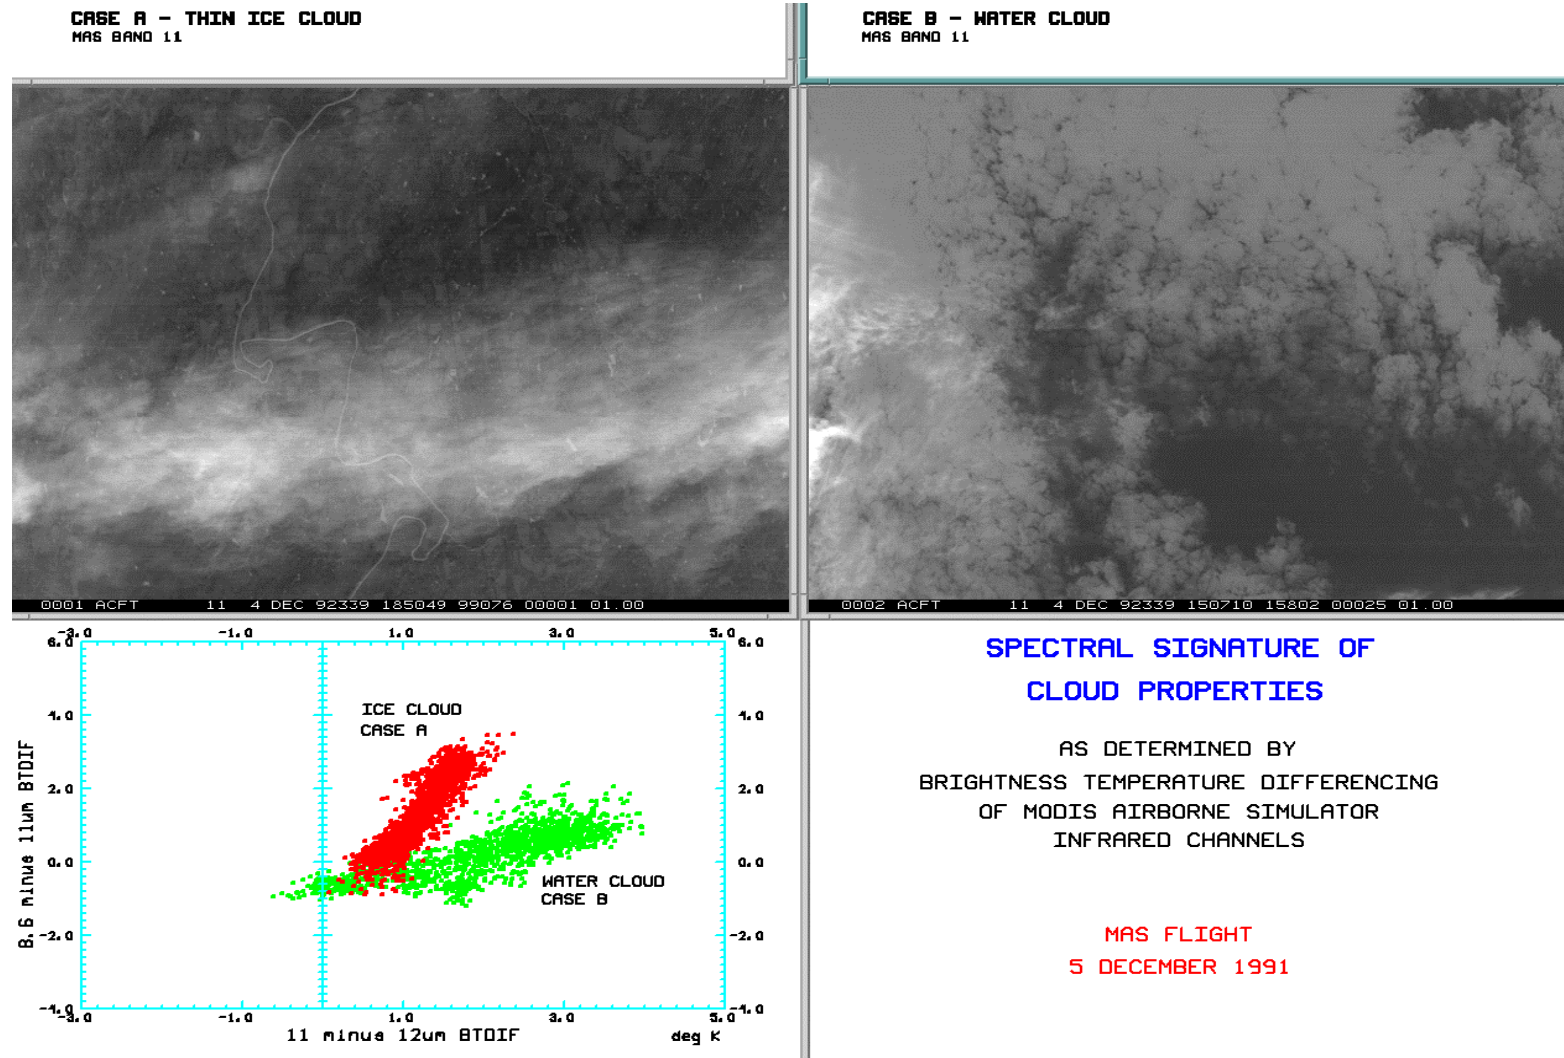 CASE A - THIN ICE CLOUD
MAS BAND 11
CASE B - WATER CLOUD
MAS BAND 11
0001 ACFT 11 4 DEC 92339 185049 99076 00001 01.00
0002 ACFT 11 4 DEC 92339 150710 15802 00025 01.00
-3.0 -1.0 1.0 3.0 5.0
6.0 6.0
ICE CLOUD
CASE A
4.0 4.0
2.0 2.0
0.0 0.0
WATER CLOUD
CASE B
-2.0 -2.0
-4.0 -4.0
-3.0 -1.0 1.0 3.0 5.0
8.6 minus 11um BTDIF
11 minus 12um BTDIF deg K
SPECTRAL SIGNATURE OF
CLOUD PROPERTIES
AS DETERMINED BY
BRIGHTNESS TEMPERATURE DIFFERENCING
OF MODIS AIRBORNE SIMULATOR
INFRARED CHANNELS
MAS FLIGHT
5 DECEMBER 1991